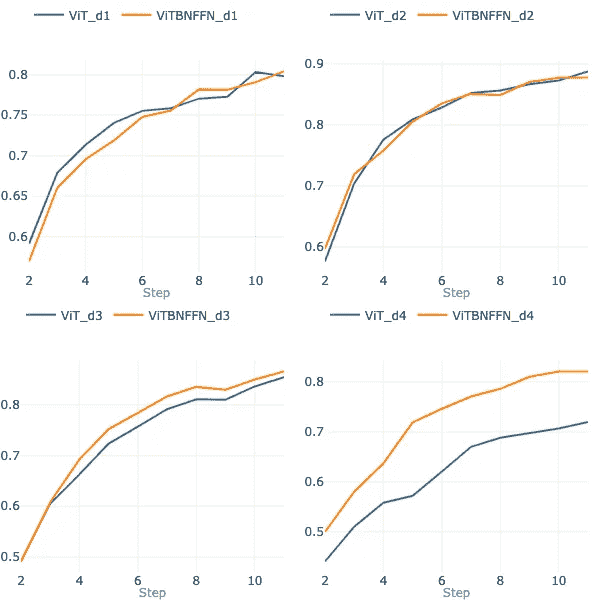 ViT_d1 ViTBNFFN_d1
0.8
0.75
0.7
0.65
0.6
2 4 6 8 10
Step
ViT_d2 ViTBNFFN_d2
0.9
0.8
0.7
0.6
2 4 6 8 10
Step
ViT_d3 ViTBNFFN_d3
0.8
0.7
0.6
0.5
2 4 6 8 10
Step
ViT_d4 ViTBNFFN_d4
0.8
0.7
0.6
0.5
2 4 6 8 10
Step